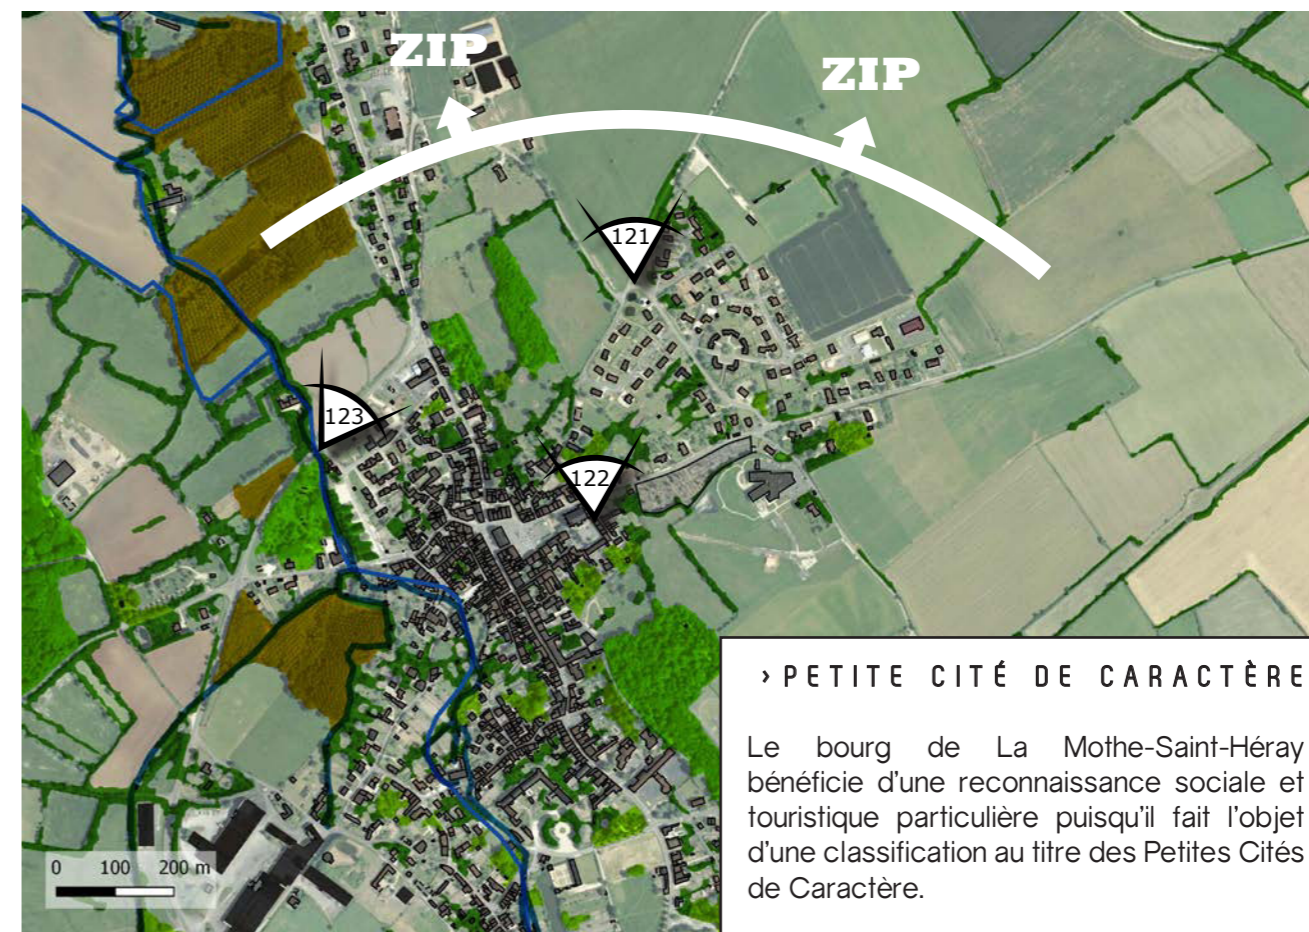 ZIP
ZIP
121
123
122
› PETITE CITÉ DE CARACTÈRE
Le bourg de La Mothe-Saint-Héray
bénéficie d'une reconnaissance sociale et
touristique particulière puisqu'il fait l'objet
d'une classification au titre des Petites Cités
de Caractère.
0 100 200 m